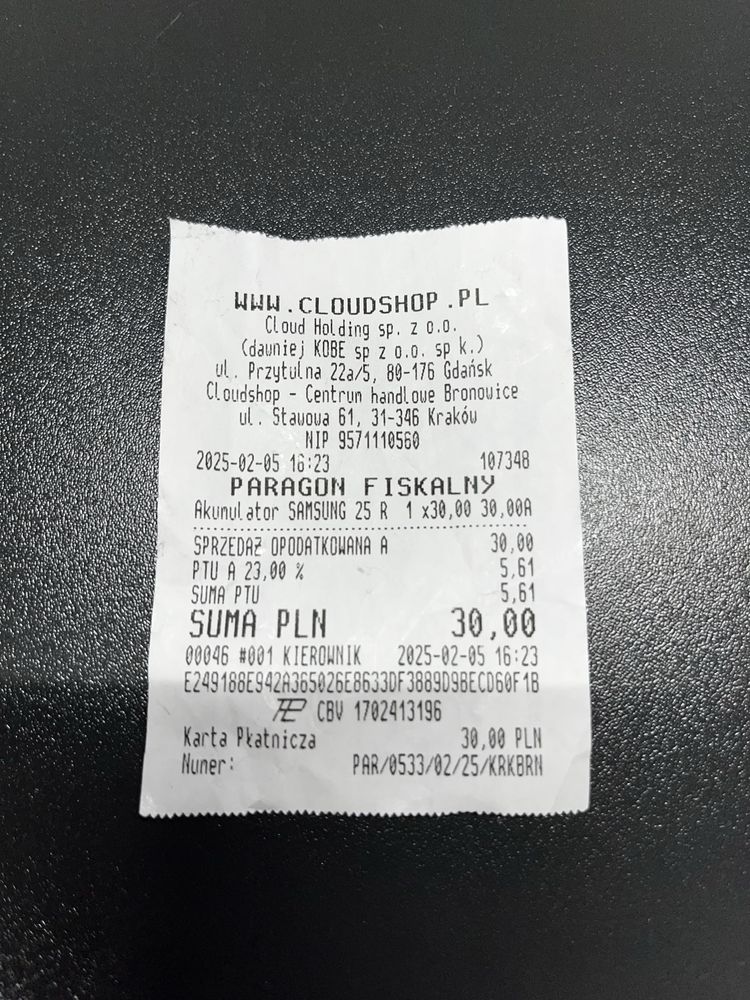 WWW.CLOUDSHOP.PL
Cloud Holding sp. z o.o.
(dawniej KOBE sp z o.o. sp k.)
ul. Przytulna 22a/5, 80-176 Gdańsk
Cloudshop - Centrum handlowe Bronowice
ul. Stawowa 61, 31-346 Kraków
NIP 9571110560
2025-02-05 16:23 107348
PARAGON FISKALNY
Akumulator SAMSUNG 25 R 1 x30,00 30,00A
SPRZEDAŻ OPODATKOWANA A 30,00
PTU A 23,00 % 5,61
SUMA PTU 5,61
SUMA PLN 30,00
00046 #001 KIEROWNIK 2025-02-05 16:23
E249188E942A365026E8633DF3889D9BECD60F1B
CBV 1702413196
Karta Płatnicza 30,00 PLN
Numer: PAR/0533/02/25/KRKBRN